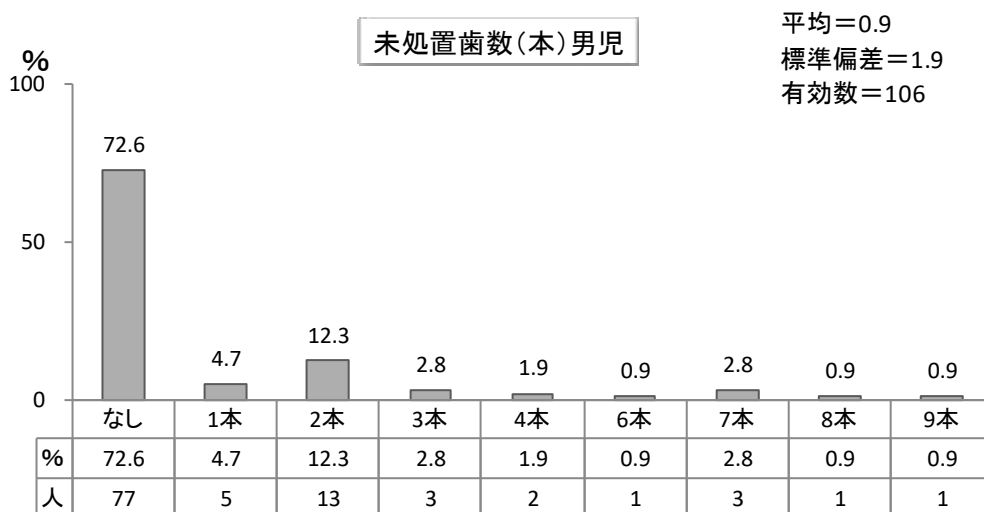 未処置歯数(本)男児
平均＝0.9
標準偏差＝1.9
有効数＝106
%
100
50
0
72.6
4.7
12.3
2.8
1.9
0.9
2.8
0.9
0.9
なし 1本 2本 3本 4本 6本 7本 8本 9本
% 72.6 4.7 12.3 2.8 1.9 0.9 2.8 0.9 0.9
人 77 5 13 3 2 1 3 1 1